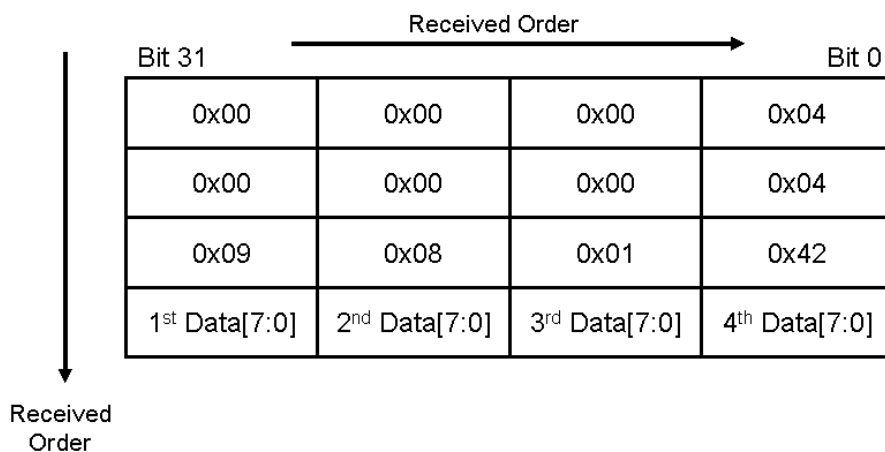 Received Order
Bit 31 Bit 0
0x00 0x00 0x00 0x04
0x00 0x00 0x00 0x04
0x09 0x08 0x01 0x42
1st Data[7:0] 2nd Data[7:0] 3rd Data[7:0] 4th Data[7:0]
Received
Order